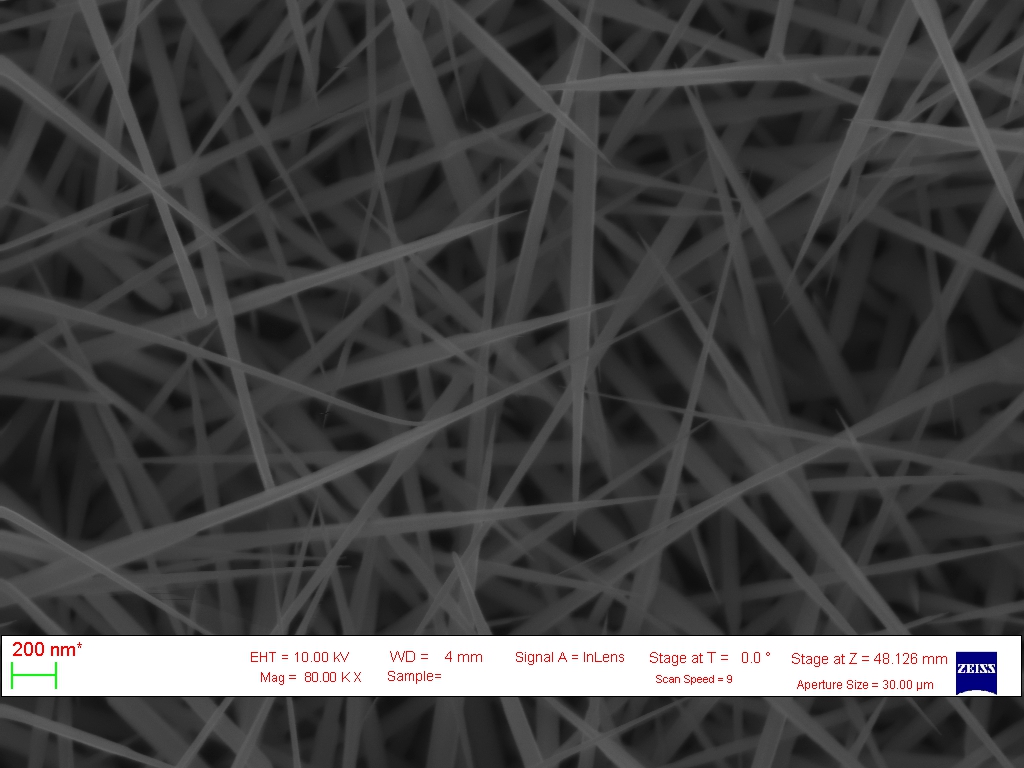 200 nm*
EHT = 10.00 kV
WD = 4 mm
Signal A = InLens
Stage at T = 0.0 °
Stage at Z = 48.126 mm
Mag = 80.00 K X
Sample=
Scan Speed = 9
Aperture Size = 30.00 µm
ZEISS